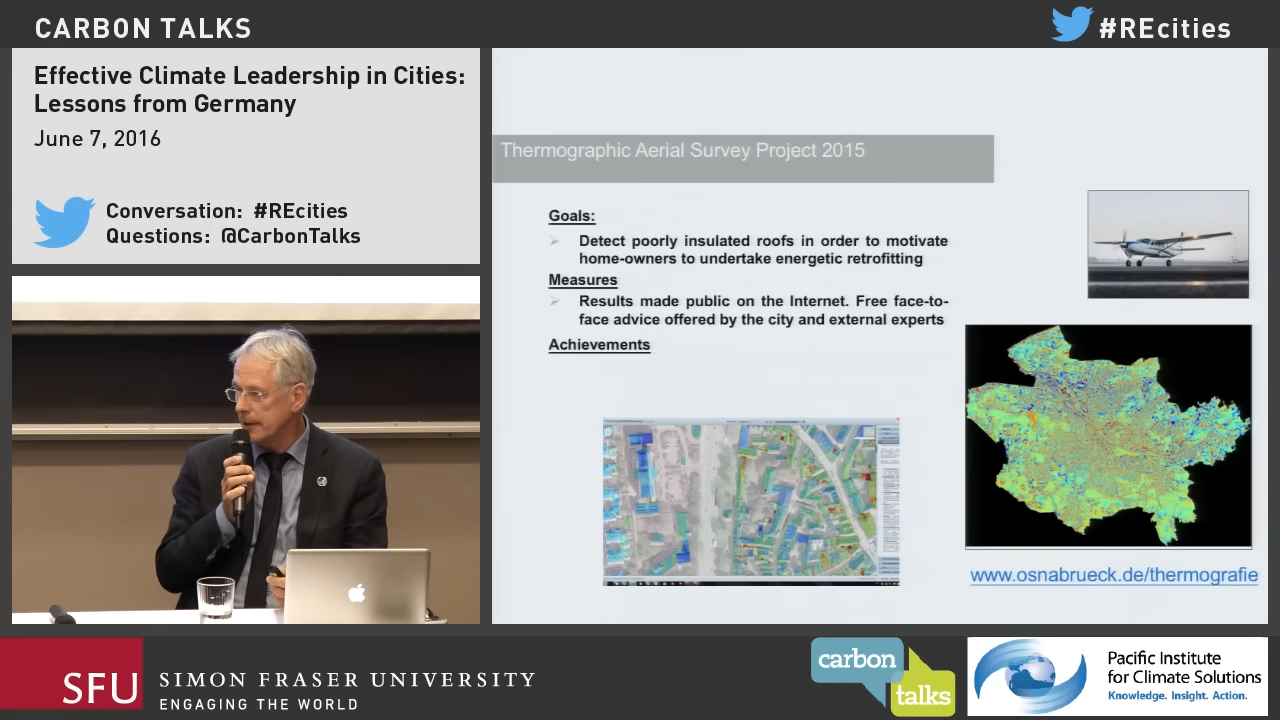 CARBON TALKS
#REcities
Effective Climate Leadership in Cities:
Lessons from Germany
June 7, 2016
Conversation: #REcities
Questions: @CarbonTalks
Thermographic Aerial Survey Project 2015
Goals:
Detect poorly insulated roofs in order to motivate
home-owners to undertake energetic retrofitting
Measures
Results made public on the Internet. Free face-to-
face advice offered by the city and external experts
Achievements
www.osnabrueck.de/thermografie
SFU
SIMON FRASER UNIVERSITY
ENGAGING THE WORLD
carbon
talks
Pacific Institute
for Climate Solutions
Knowledge. Insight. Action.